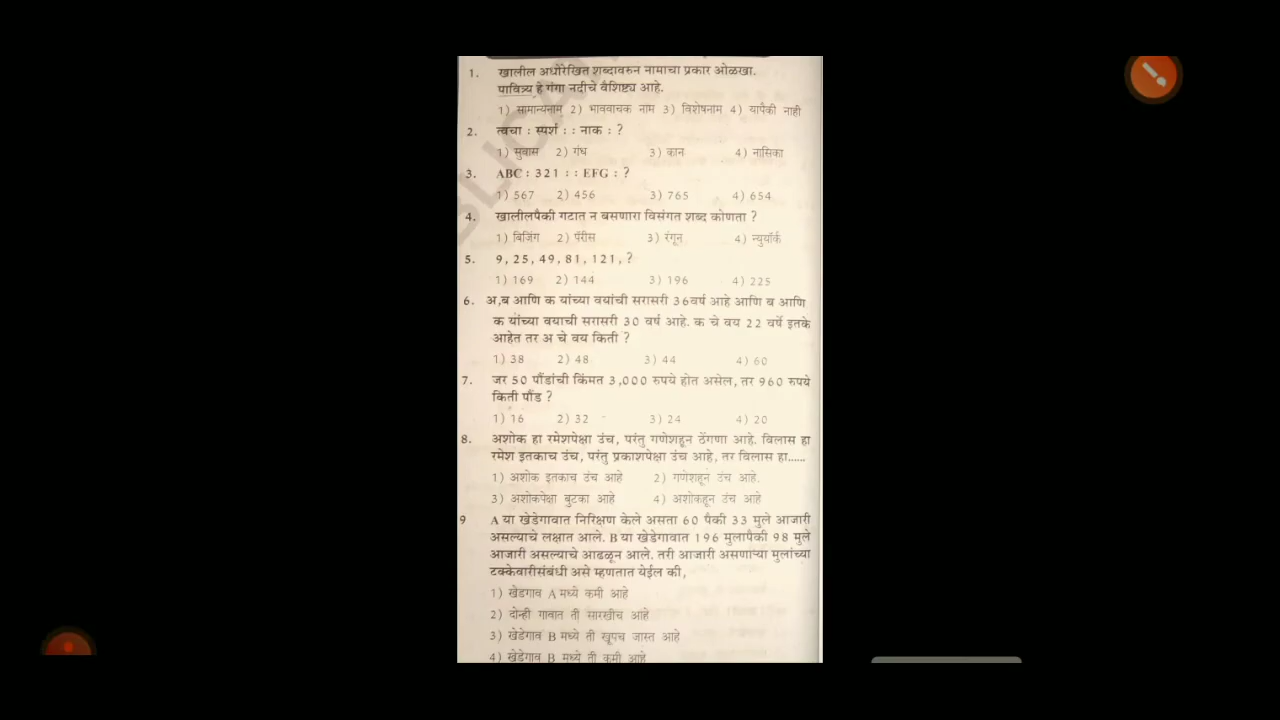 1. खालील अधोरेखित शब्दावरुन नामाचा प्रकार ओळखा.
पावित्र्य हे गंगा नदीचे वैशिष्ट्य आहे.
1) सामान्यनाम 2) भाववाचक नाम 3) विशेषनाम 4) यापैकी नाही
2. त्वचा : स्पर्श : : नाक : ?
1) सुवास 2) गंध 3) कान 4) नासिका
3. ABC : 321 : : EFG : ?
1) 567 2) 456 3) 765 4) 654
4. खालीलपैकी गटात न बसणारा विसंगत शब्द कोणता ?
1) बिजिंग 2) पॅरीस 3) रंगून 4) न्युयॉर्क
5. 9, 25, 49, 81, 121, ?
1) 169 2) 144 3) 196 4) 225
6. अ,ब आणि क यांच्या वयांची सरासरी 36वर्ष आहे आणि ब आणि
क यांच्या वयाची सरासरी 30 वर्ष आहे. क चे वय 22 वर्षे इतके
आहेत तर अ चे वय किती ?
1) 38 2) 48 3) 44 4) 60
7. जर 50 पौंडांची किंमत 3,000 रुपये होत असेल, तर 960 रुपये
किती पौंड ?
1) 16 2) 32 3) 24 4) 20
8. अशोक हा रमेशपेक्षा उंच, परंतु गणेशहून ठेंगणा आहे. विलास हा
रमेश इतकाच उंच, परंतु प्रकाशपेक्षा उंच आहे, तर विलास हा......
1) अशोक इतकाच उंच आहे 2) गणेशहून उंच आहे.
3) अशोकपेक्षा बुटका आहे 4) अशोकहून उंच आहे
9 A या खेडेगावात निरिक्षण केले असता 60 पैकी 33 मुले आजारी
असल्याचे लक्षात आले. B या खेडेगावात 196 मुलापैकी 98 मुले
आजारी असल्याचे आढळून आले. तरी आजारी असणाऱ्या मुलांच्या
टक्केवारीसंबंधी असे म्हणतात येईल की,
1) खेडगाव A मध्ये कमी आहे
2) दोन्ही गावात ती सारखीच आहे
3) खेडेगाव B मध्ये ती खूपच जास्त आहे
4) खेडेगाव B मध्ये ती कमी आहे